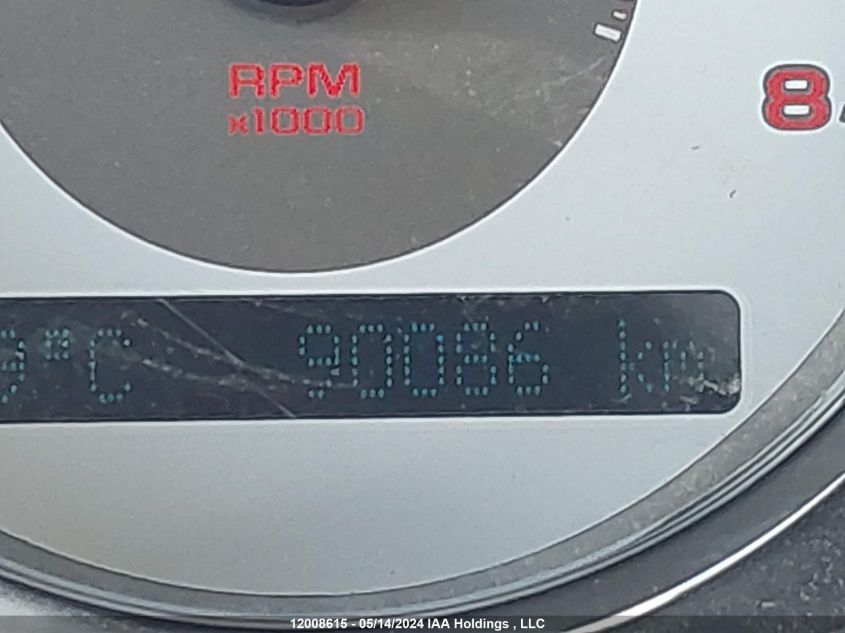 RPM
x1000
8
°C 90086 km
12008615 - 05/14/2024 IAA Holdings , LLC